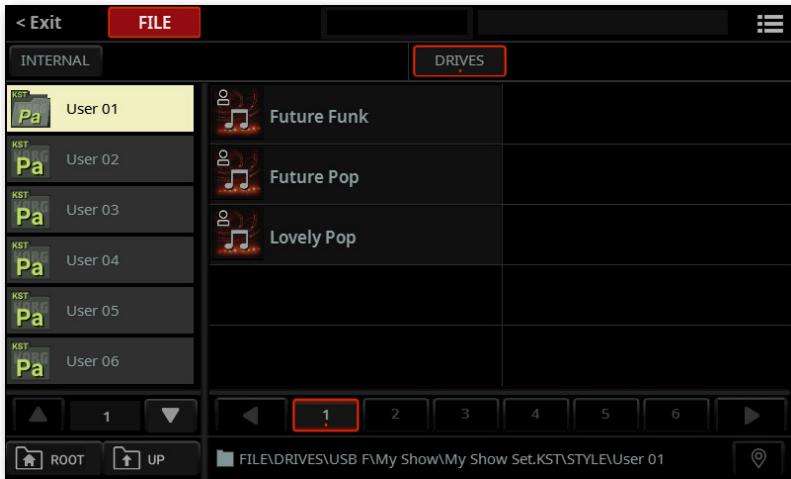 < Exit
FILE
INTERNAL
DRIVES
KST
Pa
User 01
Future Funk
KST
Pa
User 02
Future Pop
KST
Pa
User 03
Lovely Pop
KST
Pa
User 04
KST
Pa
User 05
KST
Pa
User 06
1
1 2 3 4 5 6
ROOT
UP
FILE\DRIVES\USB F\My Show\My Show Set.KST\STYLE\User 01